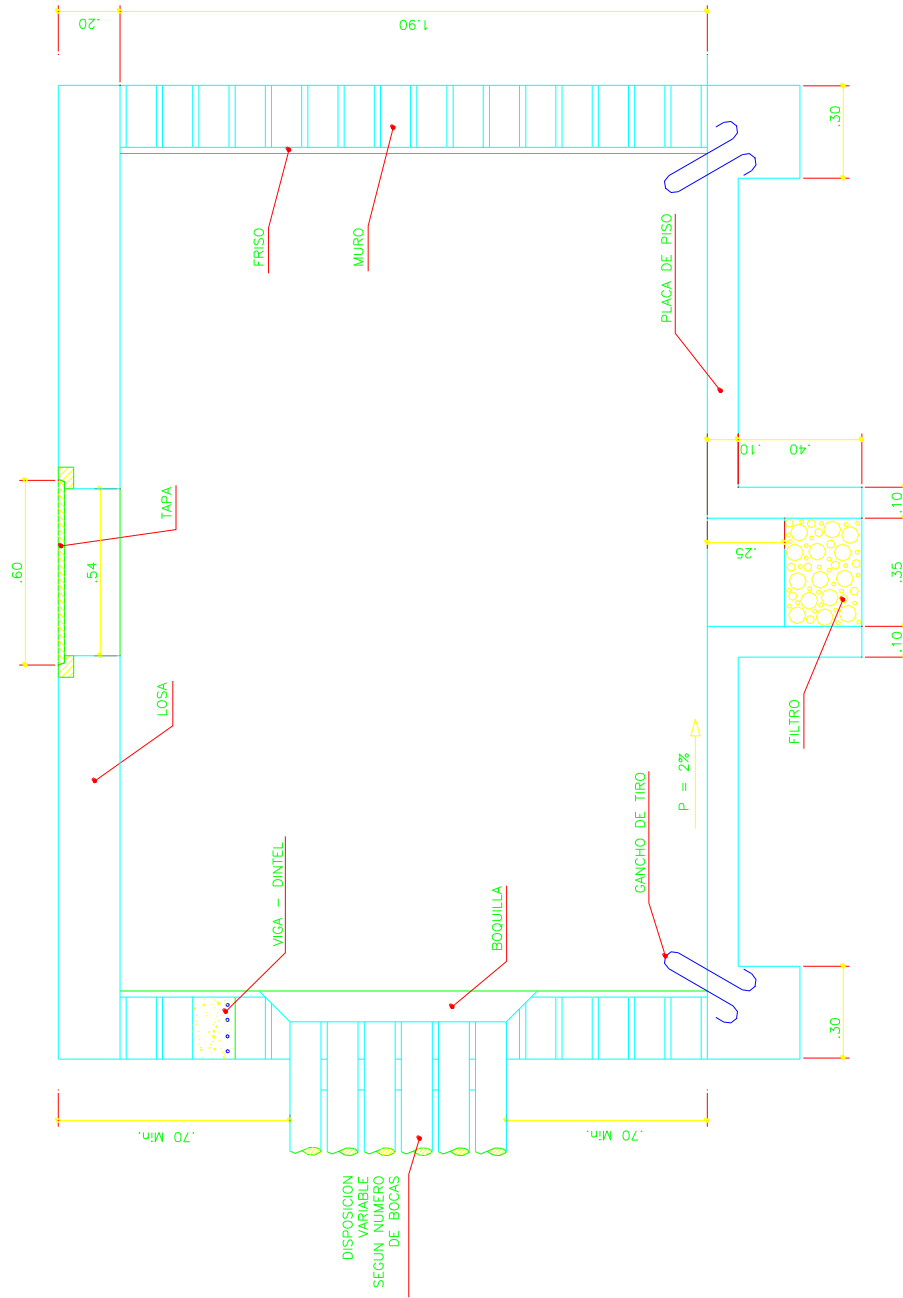 .20
1.90
.30
FRISO
MURO
PLACA DE PISO
.60
TAPA
.54
.10
.40
.10
.25
.35
.10
LOSA
FILTRO
P = 2%
VIGA - DINTEL
BOQUILLA
GANCHO DE TIRO
.70 Min.
.70 Min.
.30
DISPOSICION
VARIABLE
SEGUN NUMERO
DE BOCAS